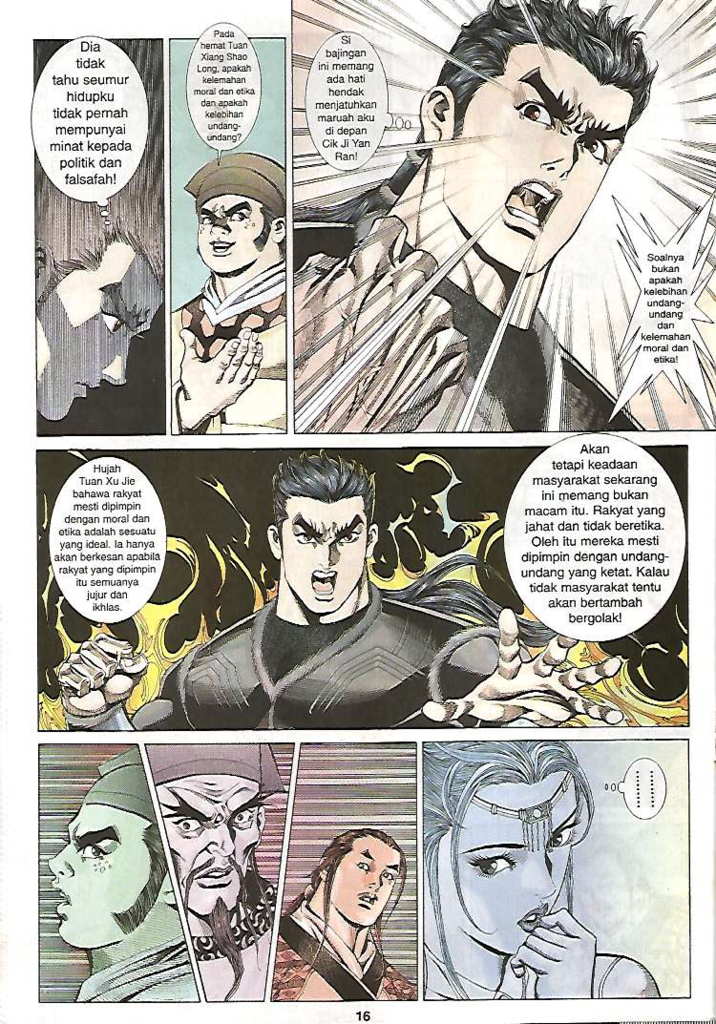 Dia
tidak
tahu seumur
hidupku
tidak pernah
mempunyai
minat kepada
politik dan
falsafah!
Pada
hemat Tuan
Xiang Shao
Long, apakah
kelemahan
moral dan etika
dan apakah
kelebihan
undang-
undang?
Si
bajingan
ini memang
ada hati
hendak
menjatuhkan
maruah aku
di depan
Cik Ji Yan
Ran!
Soalnya
bukan
apakah
kelebihan
undang-
undang
dan
kelemahan
moral dan
etika!
Hujah
Tuan Xu Jie
bahawa rakyat
mesti dipimpin
dengan moral dan
etika adalah sesuatu
yang ideal. Ia hanya
akan berkesan apabila
rakyat yang dipimpin
itu semuanya
jujur dan
ikhlas.
Akan
tetapi keadaan
masyarakat sekarang
ini memang bukan
macam itu. Rakyat yang
jahat dan tidak beretika.
Oleh itu mereka mesti
dipimpin dengan undang-
undang yang ketat. Kalau
tidak masyarakat tentu
akan bertambah
bergolak!
16